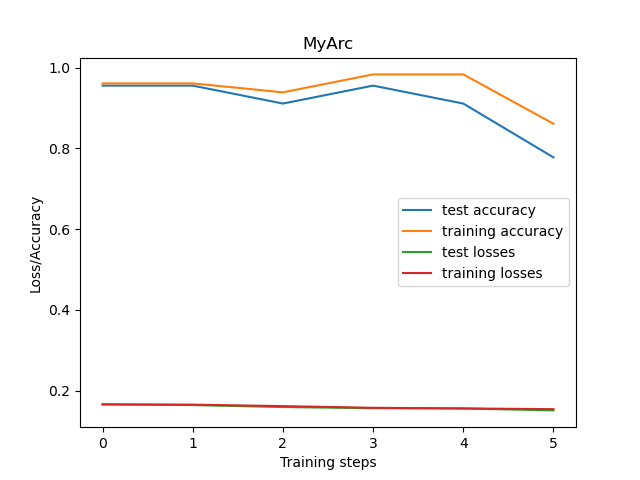 MyArc
1.0
0.8
0.6
0.4
0.2
Loss/Accuracy
test accuracy
training accuracy
test losses
training losses
0 1 2 3 4 5
Training steps